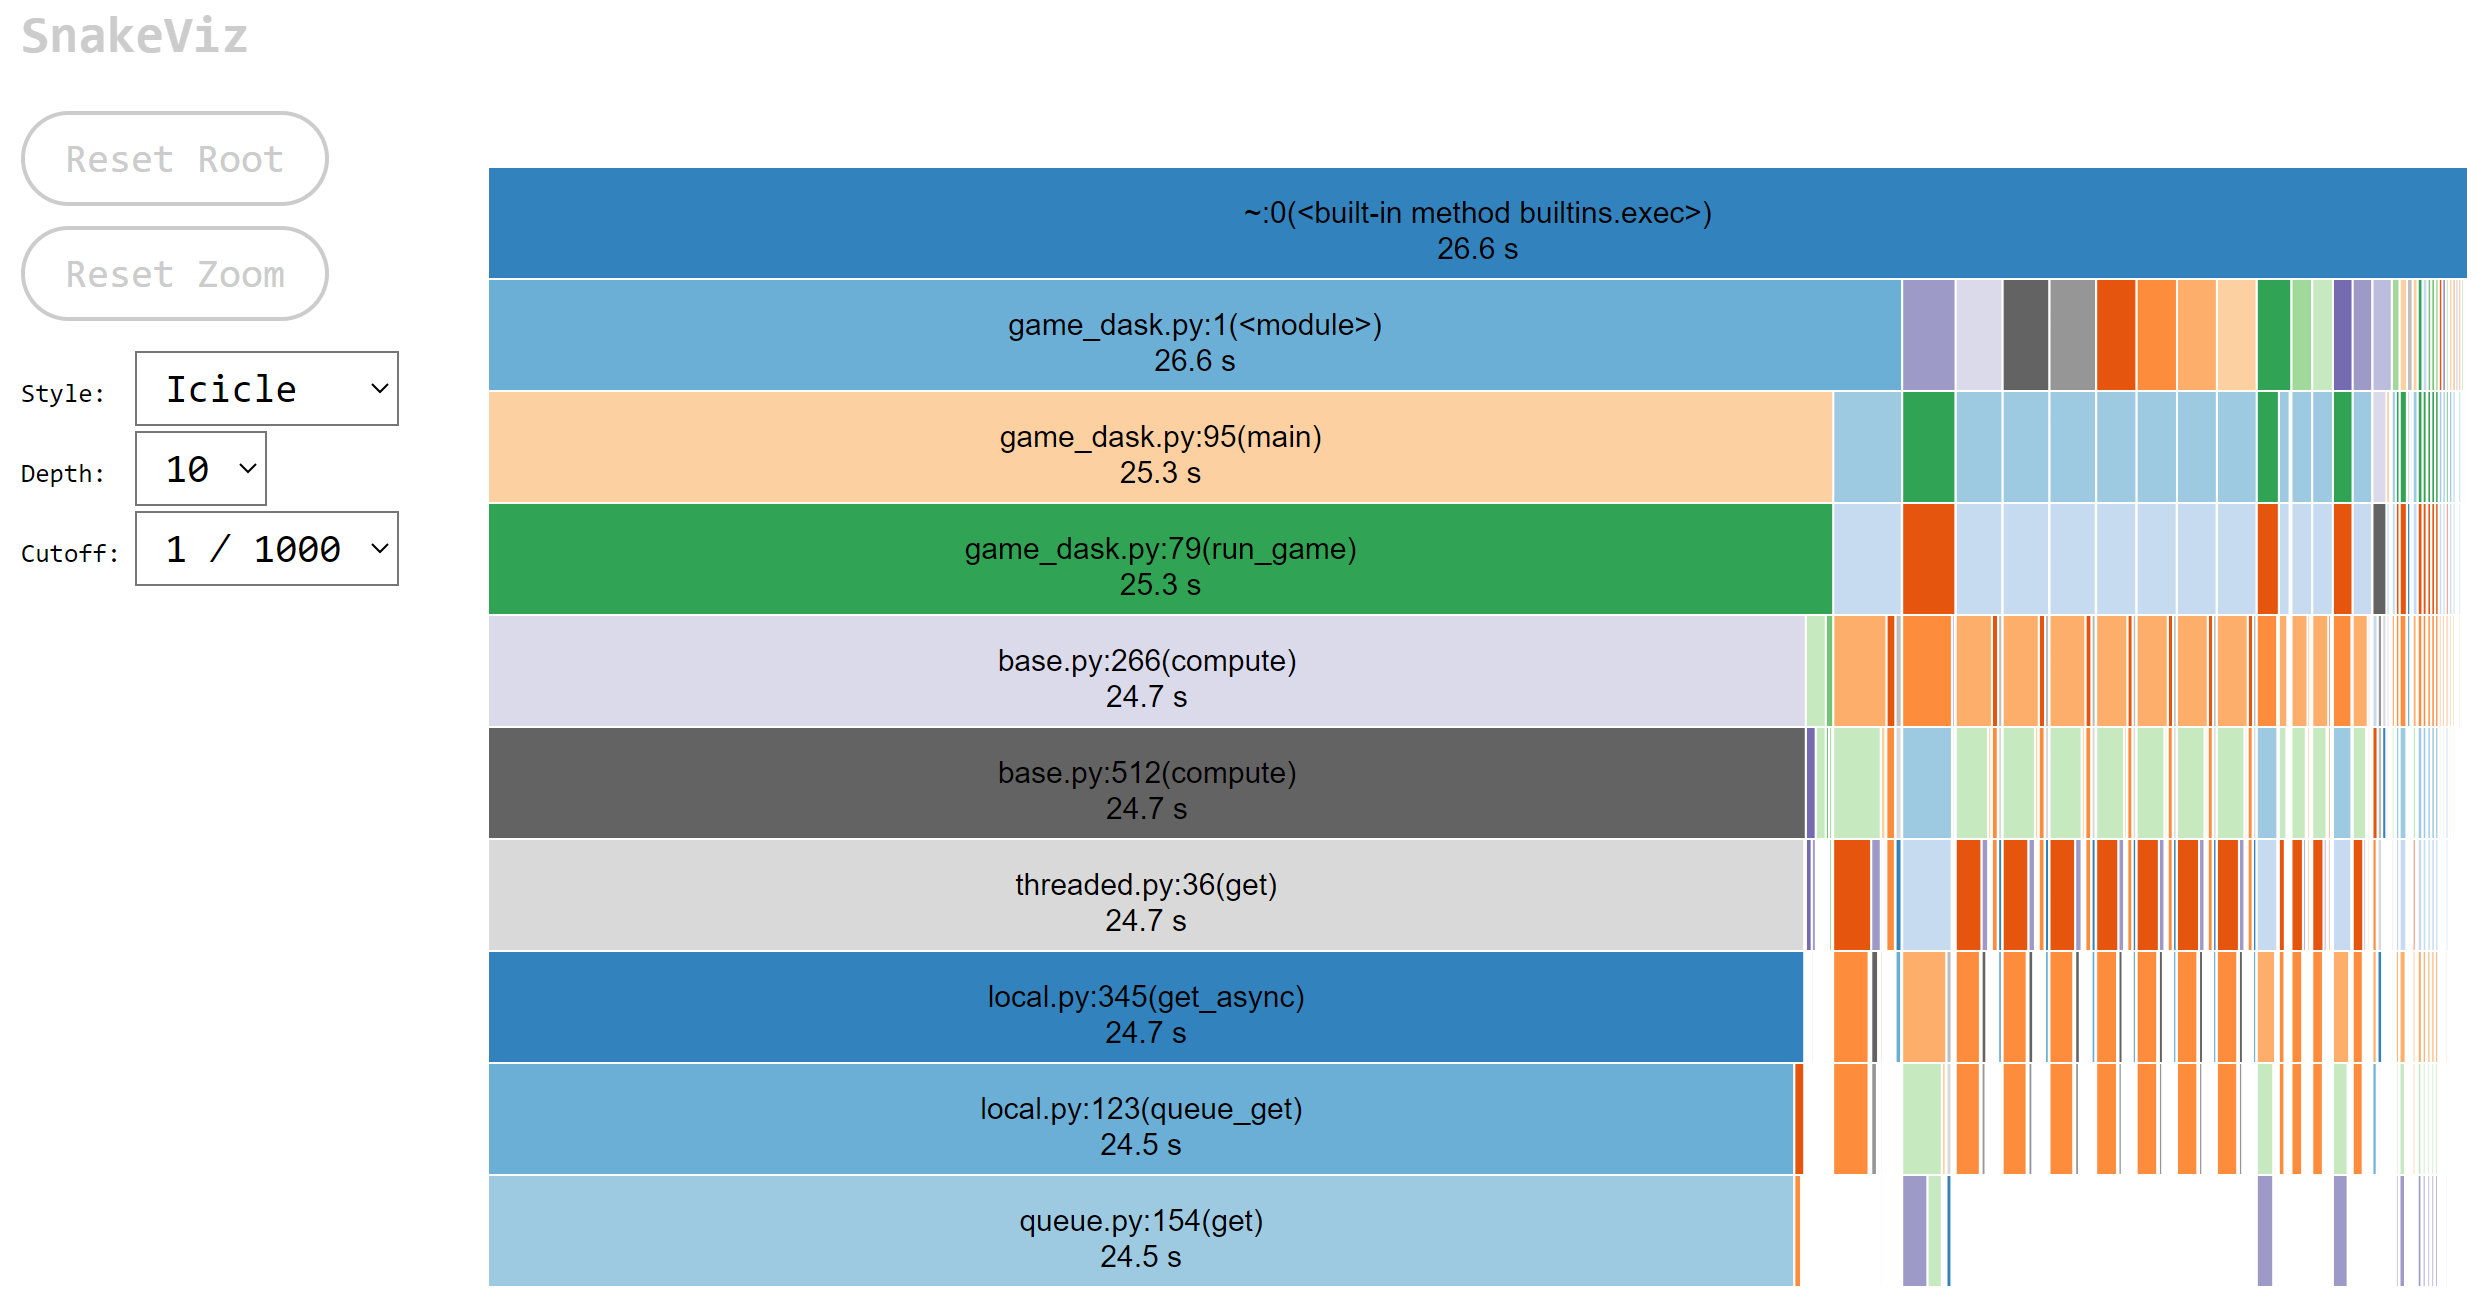 SnakeViz
Reset Root
Reset Zoom
Style: Icicle
Depth: 10
Cutoff: 1 / 1000
~:0(<built-in method builtins.exec>)
26.6 s
game_dask.py:1(<module>)
26.6 s
game_dask.py:95(main)
25.3 s
game_dask.py:79(run_game)
25.3 s
base.py:266(compute)
24.7 s
base.py:512(compute)
24.7 s
threaded.py:36(get)
24.7 s
local.py:345(get_async)
24.7 s
local.py:123(queue_get)
24.5 s
queue.py:154(get)
24.5 s